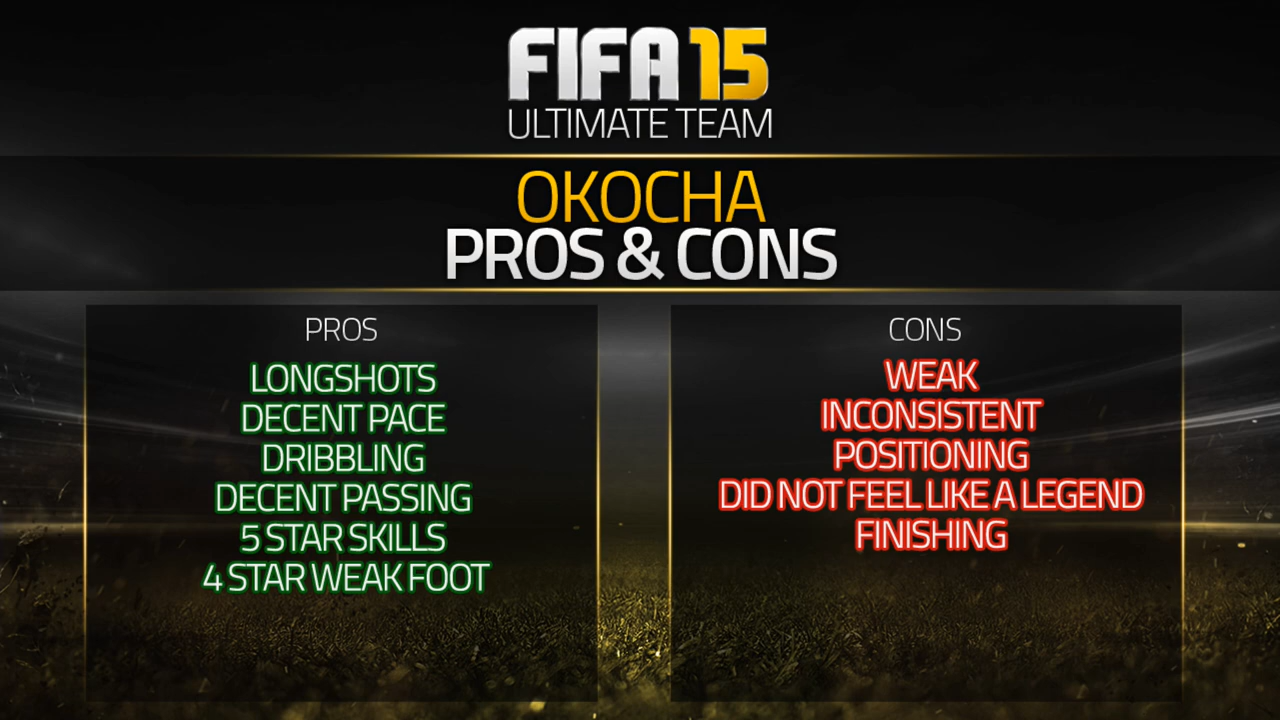 FIFA 15
ULTIMATE TEAM
OKOCHA
PROS & CONS
PROS
LONGSHOTS
DECENT PACE
DRIBBLING
DECENT PASSING
5 STAR SKILLS
4 STAR WEAK FOOT
CONS
WEAK
INCONSISTENT
POSITIONING
DID NOT FEEL LIKE A LEGEND
FINISHING